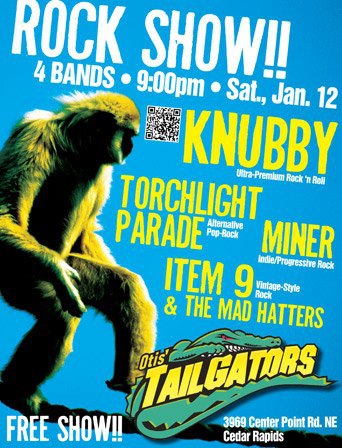 ROCK SHOW!!
4 BANDS • 9:00pm • Sat., Jan. 12
KNUBBY
Ultra-Premium Rock 'n Roll
TORCHLIGHT
PARADE
Alternative
Pop-Rock
MINER
Indie/Progressive Rock
ITEM 9
Vintage-Style
Rock
& THE MAD HATTERS
Otis'
TAILGATORS
FREE SHOW!!
3969 Center Point Rd. NE
Cedar Rapids